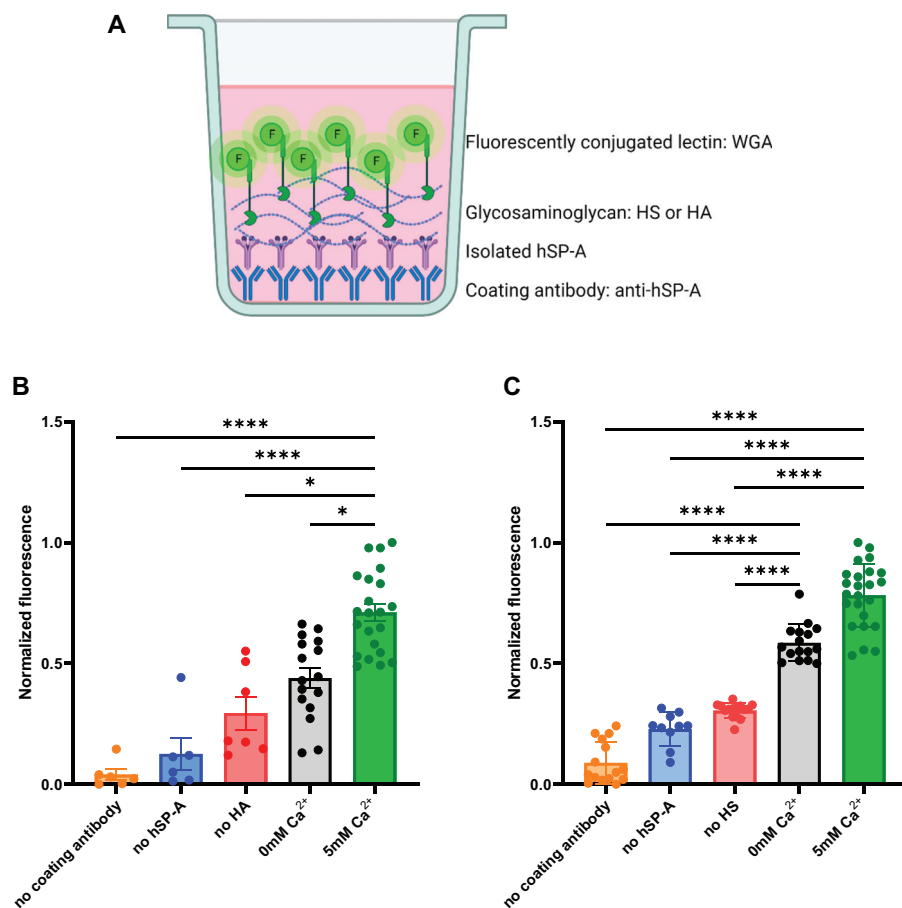 A
F F F F F F
Fluorescently conjugated lectin: WGA
Glycosaminoglycan: HS or HA
Isolated hSP-A
Coating antibody: anti-hSP-A
B
Normalized fluorescence
1.5
1.0
0.5
0.0
****
****
*
*
no coating antibody
no hSP-A
no HA
0mM Ca²⁺
5mM Ca²⁺
C
Normalized fluorescence
1.5
1.0
0.5
0.0
****
****
****
****
****
****
no coating antibody
no hSP-A
no HS
0mM Ca²⁺
5mM Ca²⁺